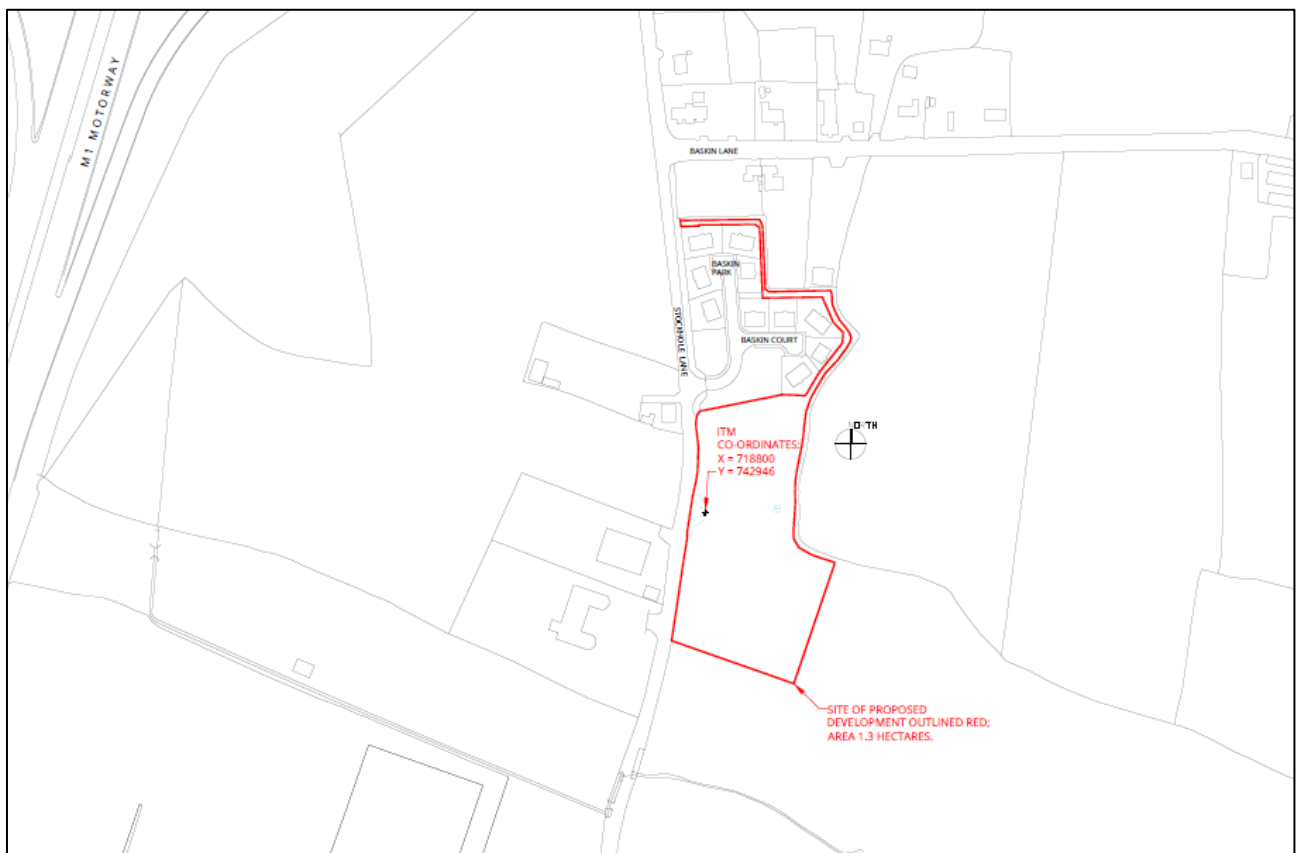 M1 MOTORWAY
BASKIN LANE
BASKIN
PARK
STOCKHOLE LANE
BASKIN COURT
NORTH
ITM
CO-ORDINATES:
X = 718800
Y = 742946
SITE OF PROPOSED
DEVELOPMENT OUTLINED RED;
AREA 1.3 HECTARES.